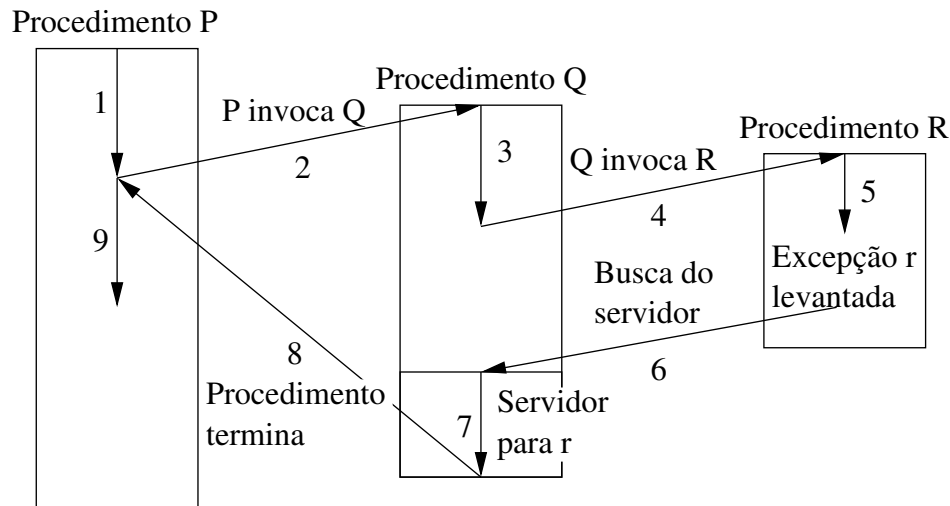 Procedimento P
1
P invoca Q
2
Procedimento Q
3
Q invoca R
4
Procedimento R
5
Excepção r
levantada
Busca do
servidor
6
Servidor
para r
7
8
Procedimento
termina
9